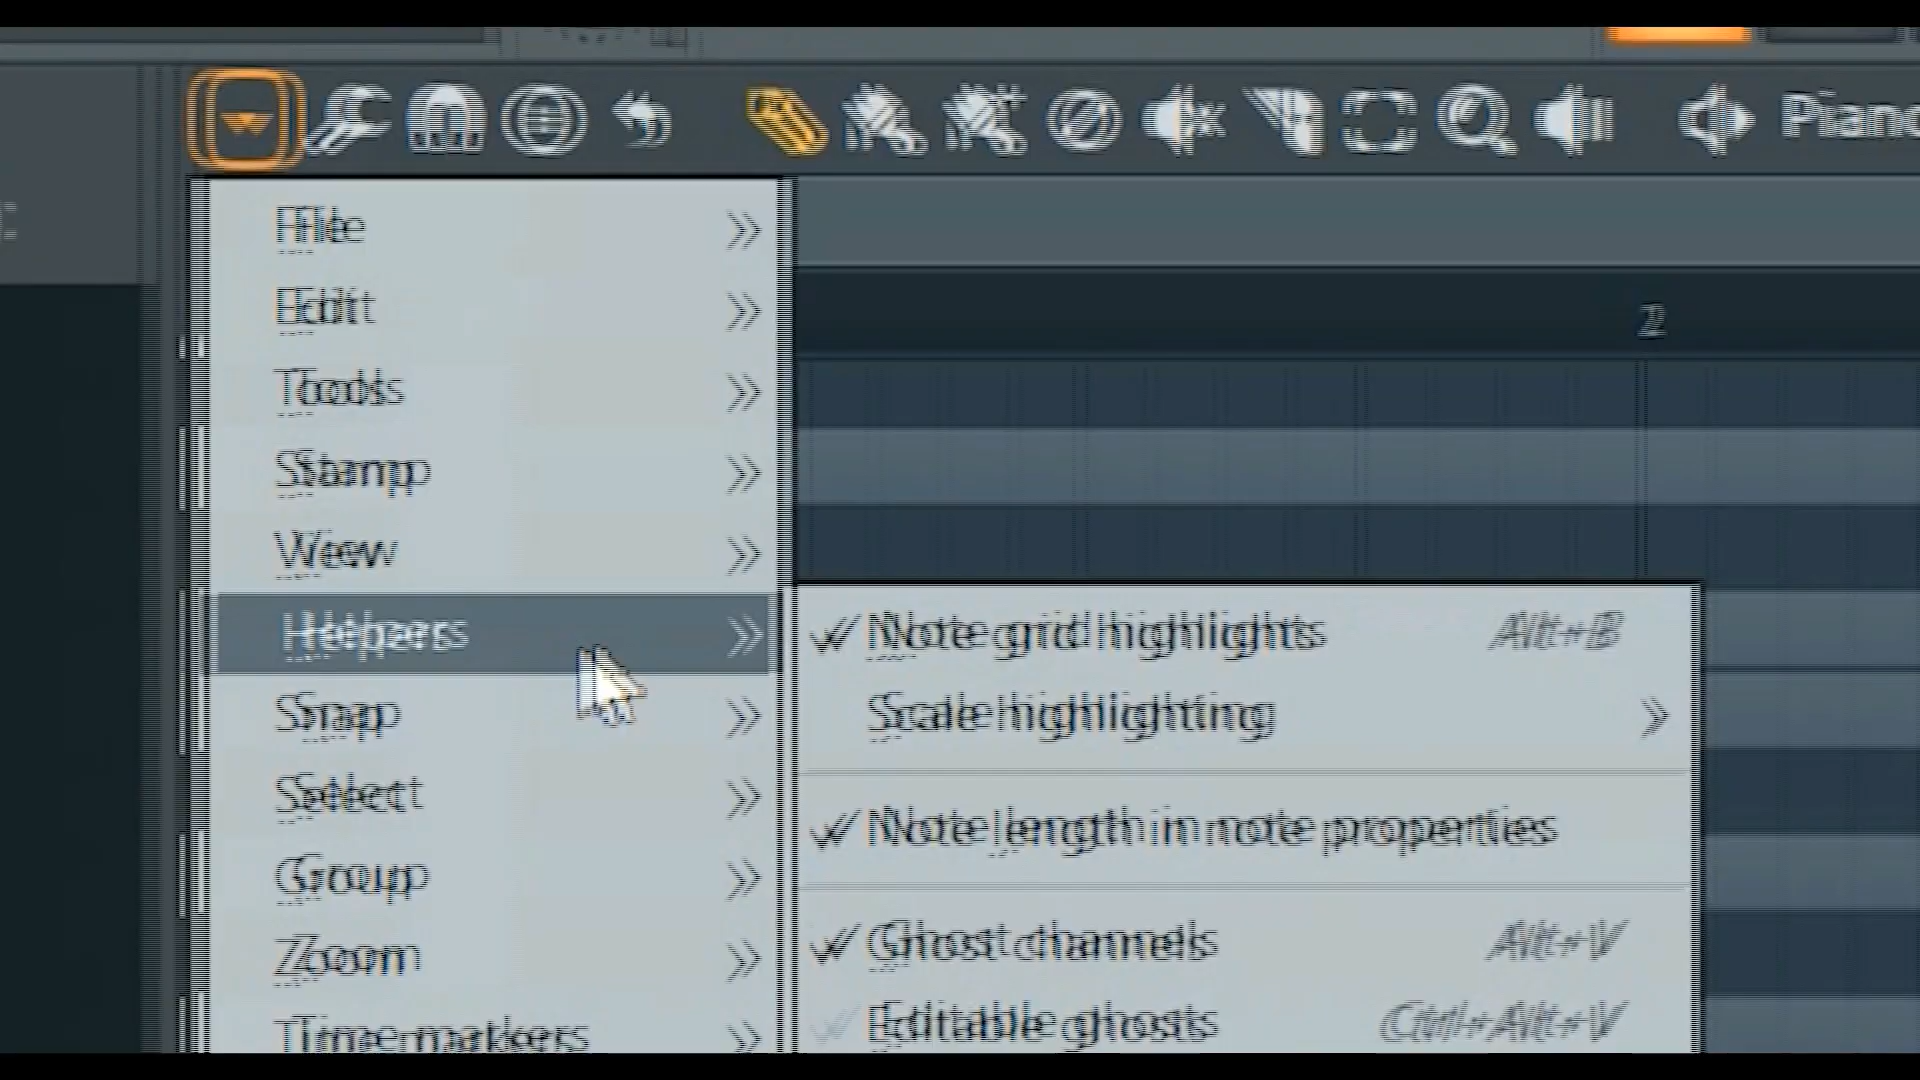 Piano
2
File
Edit
Tools
Stamp
View
Helpers
Snap
Select
Group
Zoom
Time markers
Note grid highlights Alt+B
Scale highlighting
Note length in note properties
Ghost channels Alt+V
Editable ghosts Ctrl+Alt+V